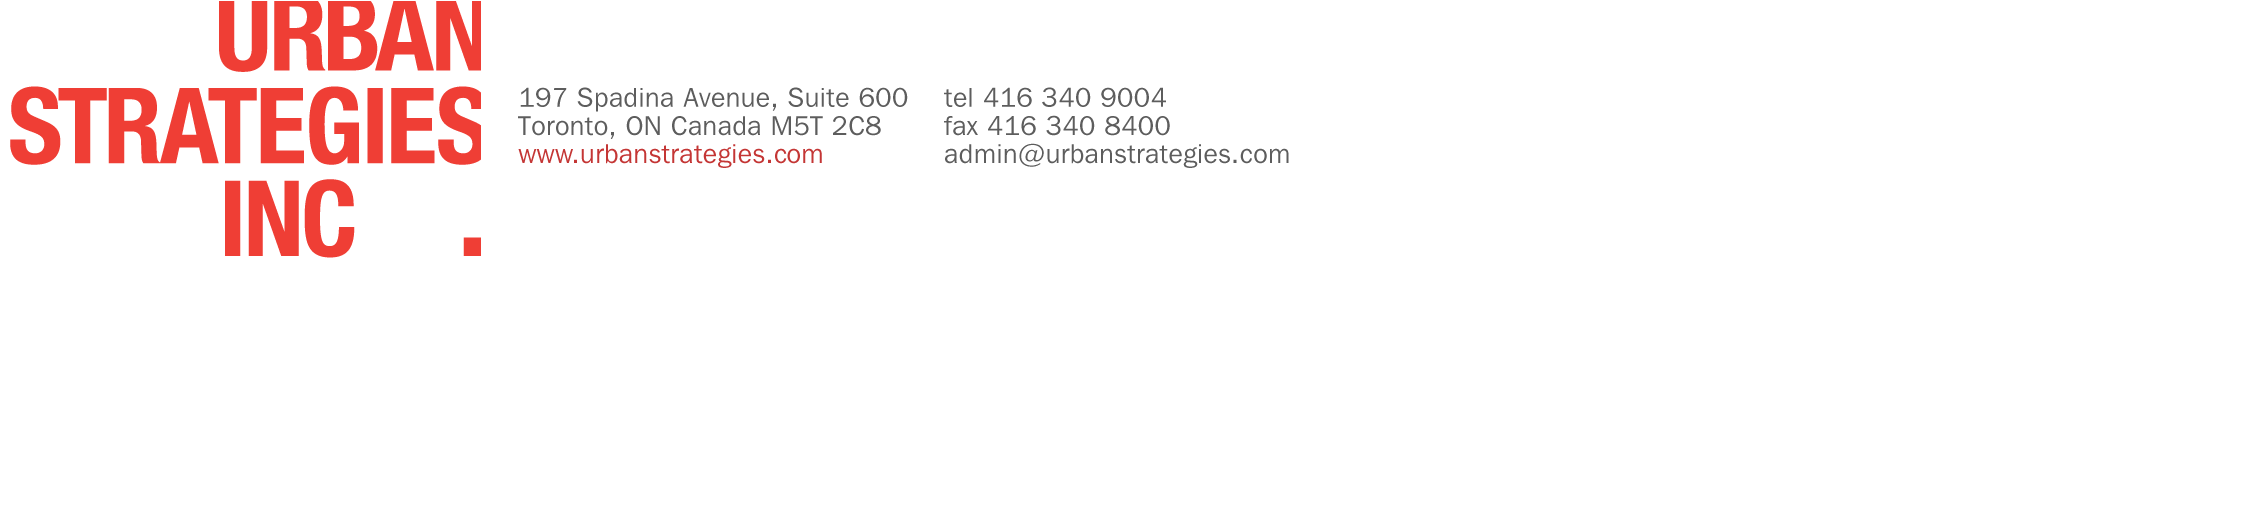 URBAN
STRATEGIES
INC .
197 Spadina Avenue, Suite 600
Toronto, ON Canada M5T 2C8
www.urbanstrategies.com
tel 416 340 9004
fax 416 340 8400
admin@urbanstrategies.com